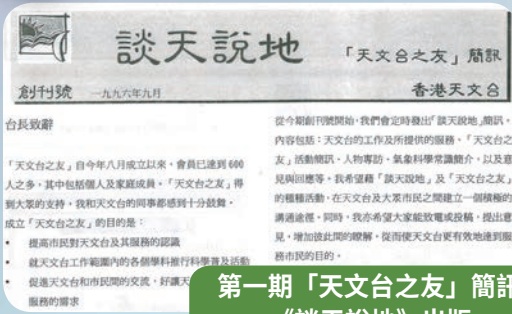 談天說地
「天文台之友」簡訊
創刊號
一九九六年九月
香港天文台
台長致辭
「天文台之友」自今年八月成立以來，會員已達到 600
人之多，其中包括個人及家庭成員。「天文台之友」得
到大眾的支持，我和天文台的同事都感到十分鼓舞。
成立「天文台之友」的目的是：
• 提高市民對天文台及其服務的認識
• 就天文台工作範圍內的各個學科推行科學普及活動
• 促進天文台和市民間的交流，好讓天
服務的需求
從今期創刊號開始，我們會定時發出「談天說地」簡訊。
內容包括：天文台的工作及所提供的服務、「天文台之
友」活動簡訊、人物專訪、氣象科學常識簡介，以及意
見與回應等。我希望藉「談天說地」及「天文台之友」
的種種活動，在天文台及大眾市民之間建立一個積極的
溝通途徑。同時，我亦希望大家能致電或投稿，提出意
見，增加彼此間的瞭解，從而使天文台更有效地達到服
務市民的目的。
第一期「天文台之友」簡訊
《談天說地》出版